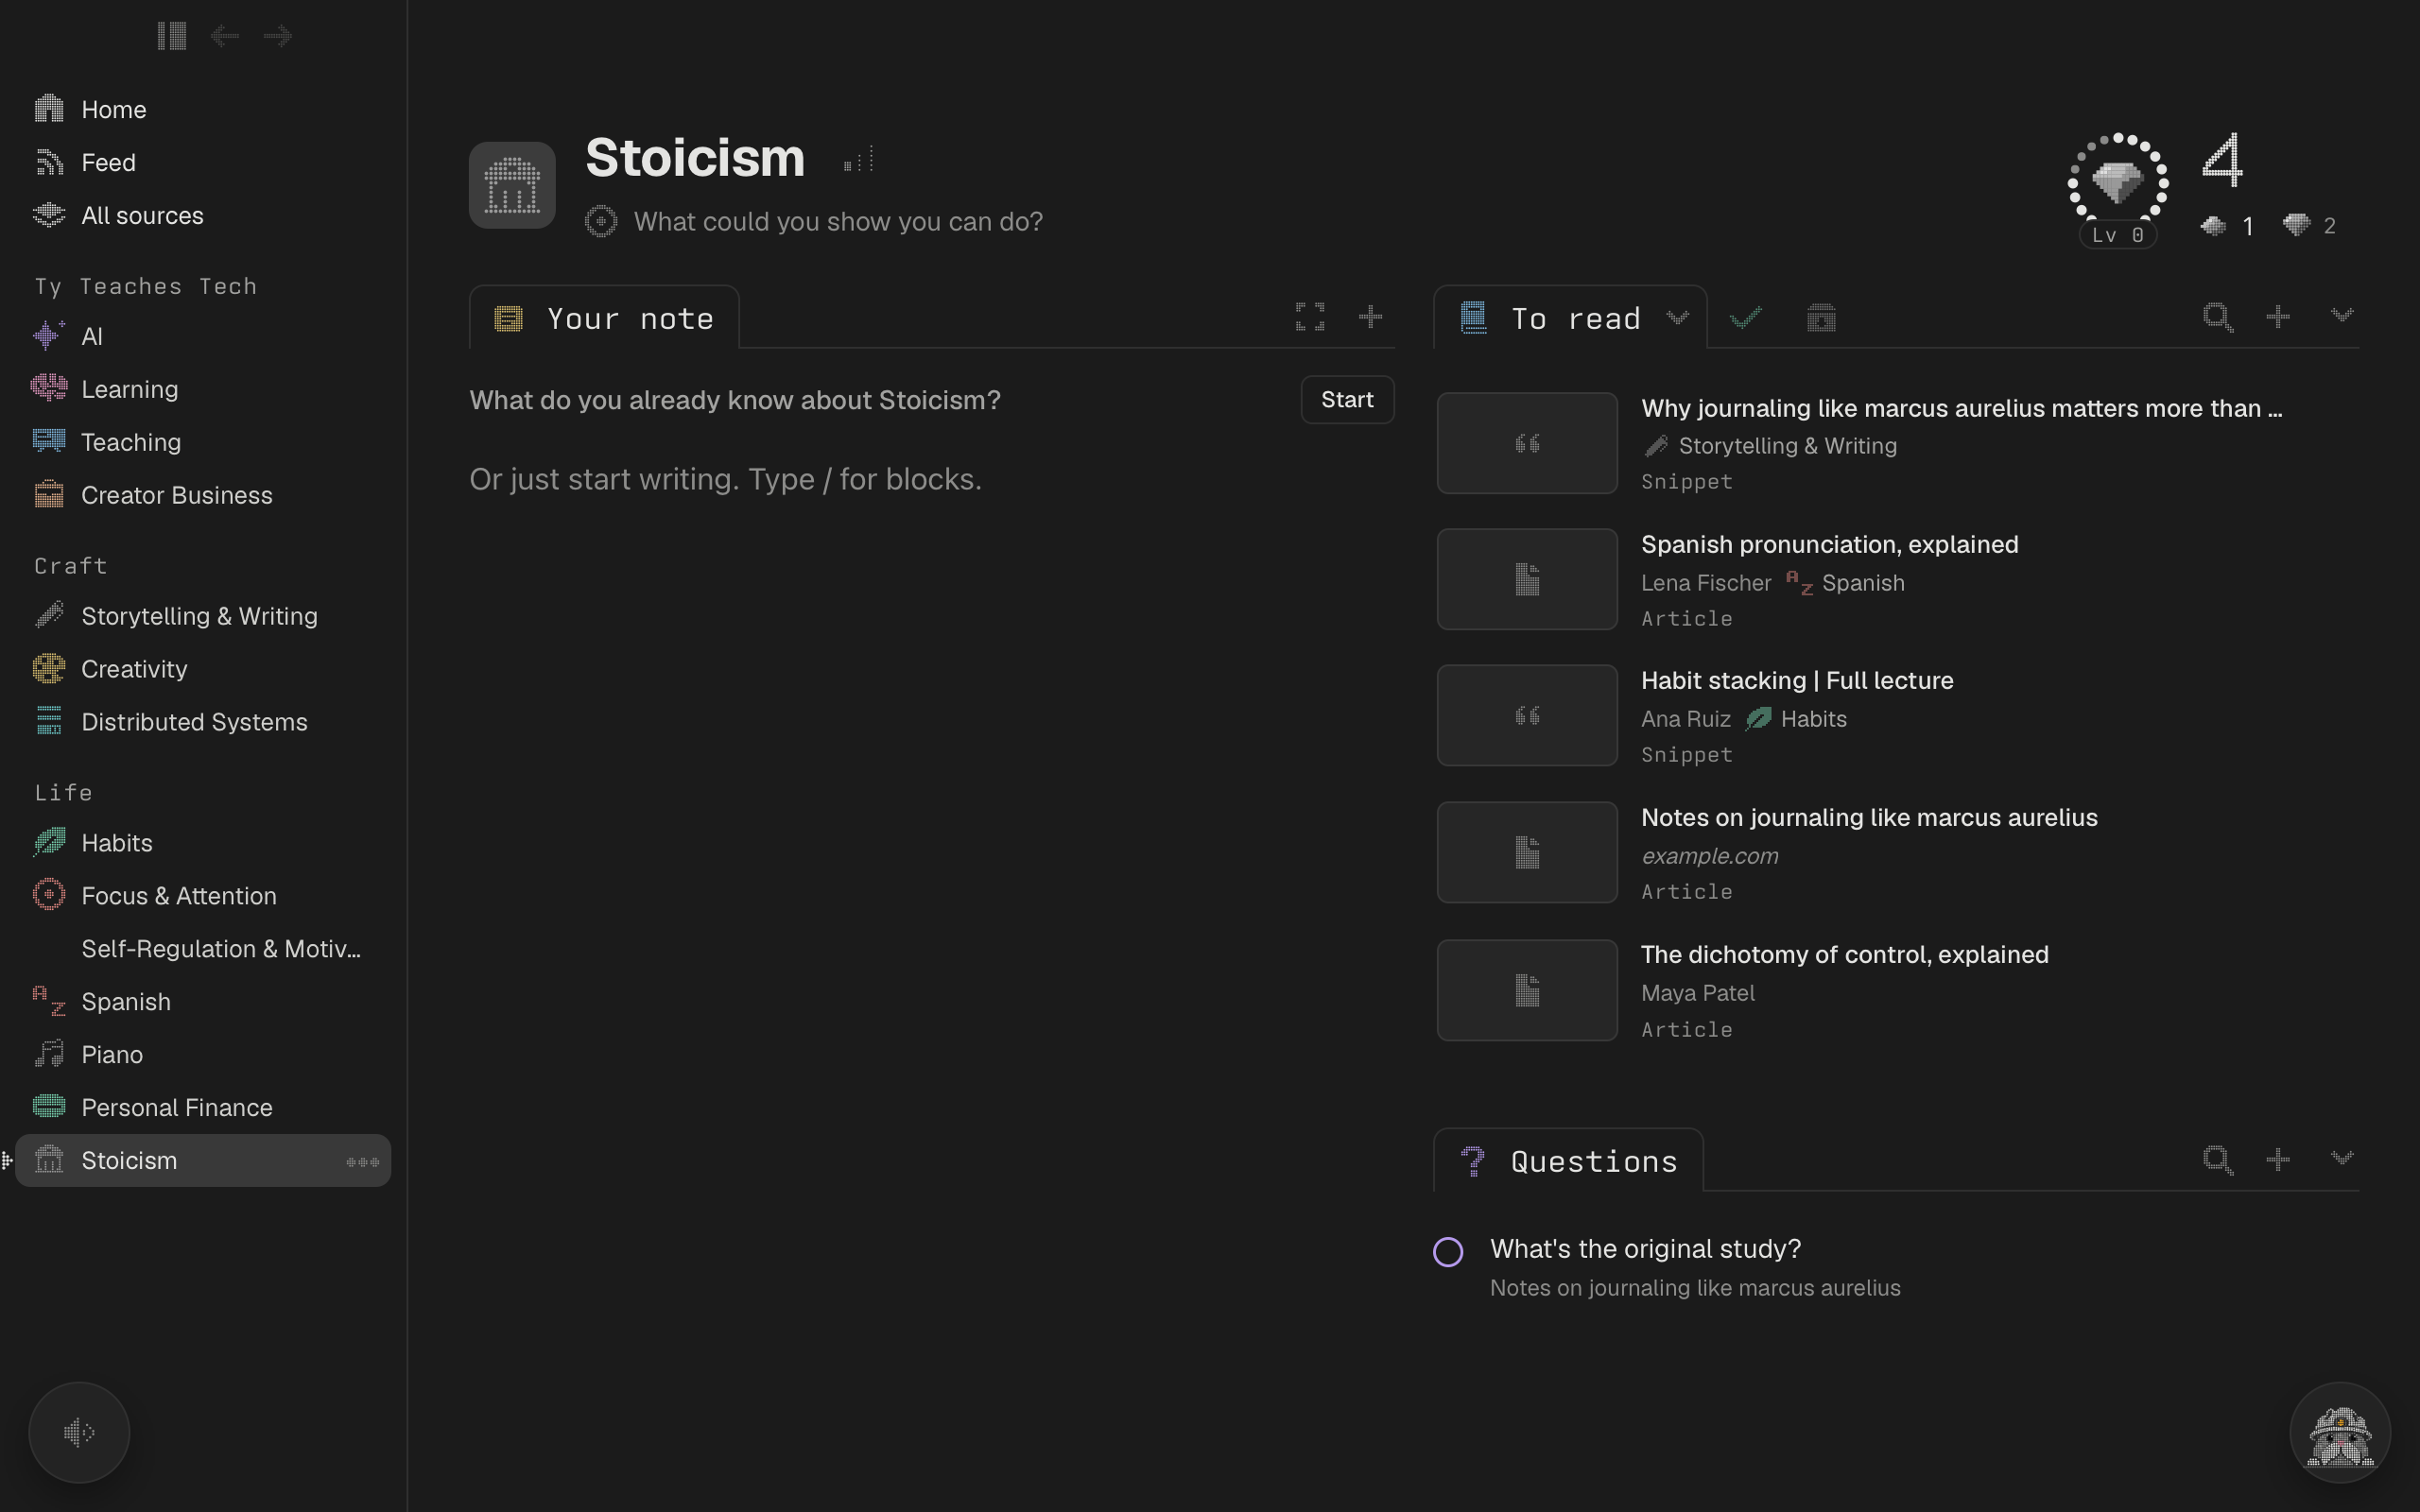 Home
Feed
All sources
Ty Teaches Tech
AI
Learning
Teaching
Creator Business
Craft
Storytelling & Writing
Creativity
Distributed Systems
Life
Habits
Focus & Attention
Self-Regulation & Motiv...
Spanish
Piano
Personal Finance
Stoicism
Stoicism
What could you show you can do?
4
Lv 0
1
2
Your note
What do you already know about Stoicism?
Start
Or just start writing. Type / for blocks.
To read
Why journaling like marcus aurelius matters more than ...
Storytelling & Writing
Snippet
Spanish pronunciation, explained
Lena Fischer Spanish
Article
Habit stacking | Full lecture
Ana Ruiz Habits
Snippet
Notes on journaling like marcus aurelius
example.com
Article
The dichotomy of control, explained
Maya Patel
Article
Questions
What's the original study?
Notes on journaling like marcus aurelius